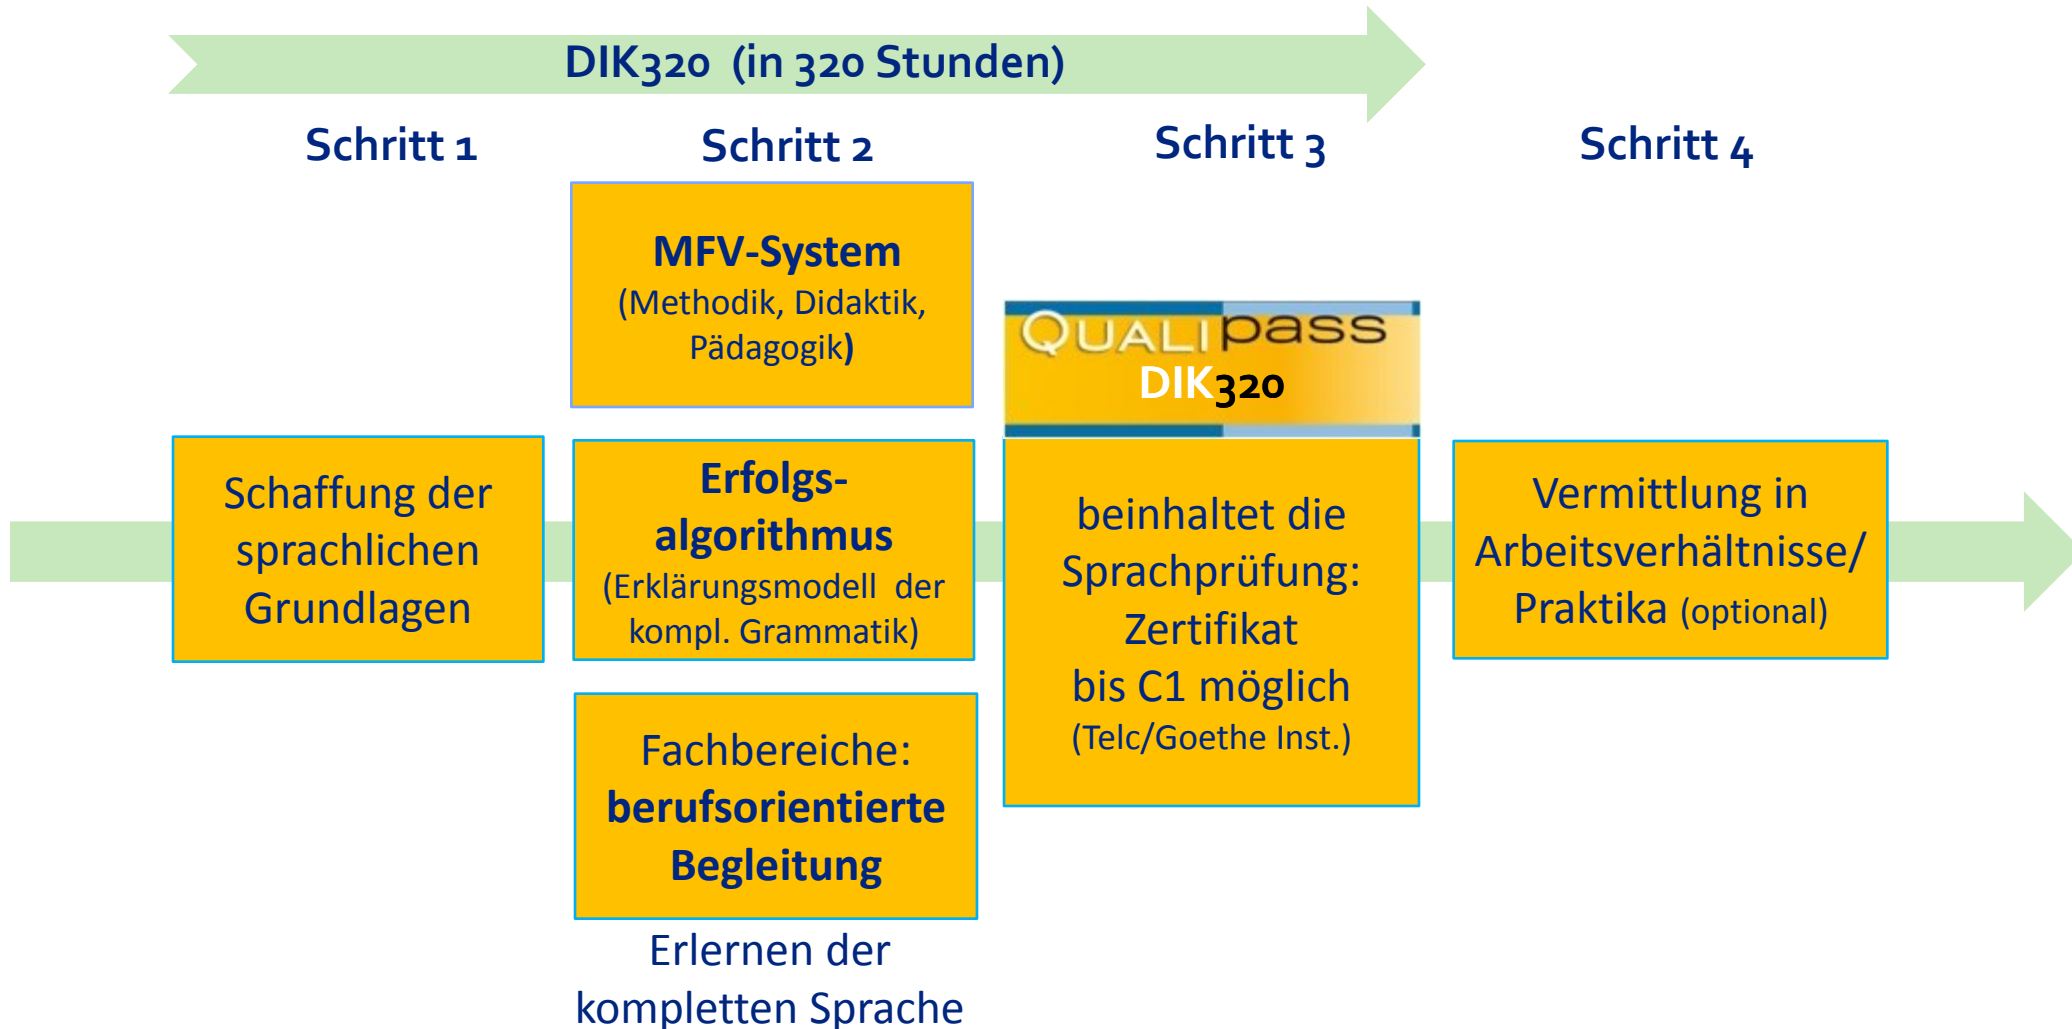 DIK320 (in 320 Stunden)
Schritt 1
Schritt 2
Schritt 3
Schritt 4
Schaffung der
sprachlichen
Grundlagen
MFV-System
(Methodik, Didaktik,
Pädagogik)
Erfolgs-
algorithmus
(Erklärungsmodell der
kompl. Grammatik)
Fachbereiche:
berufsorientierte
Begleitung
Erlernen der
kompletten Sprache
QUALIpass
DIK320
beinhaltet die
Sprachprüfung:
Zertifikat
bis C1 möglich
(Telc/Goethe Inst.)
Vermittlung in
Arbeitsverhältnisse/
Praktika (optional)